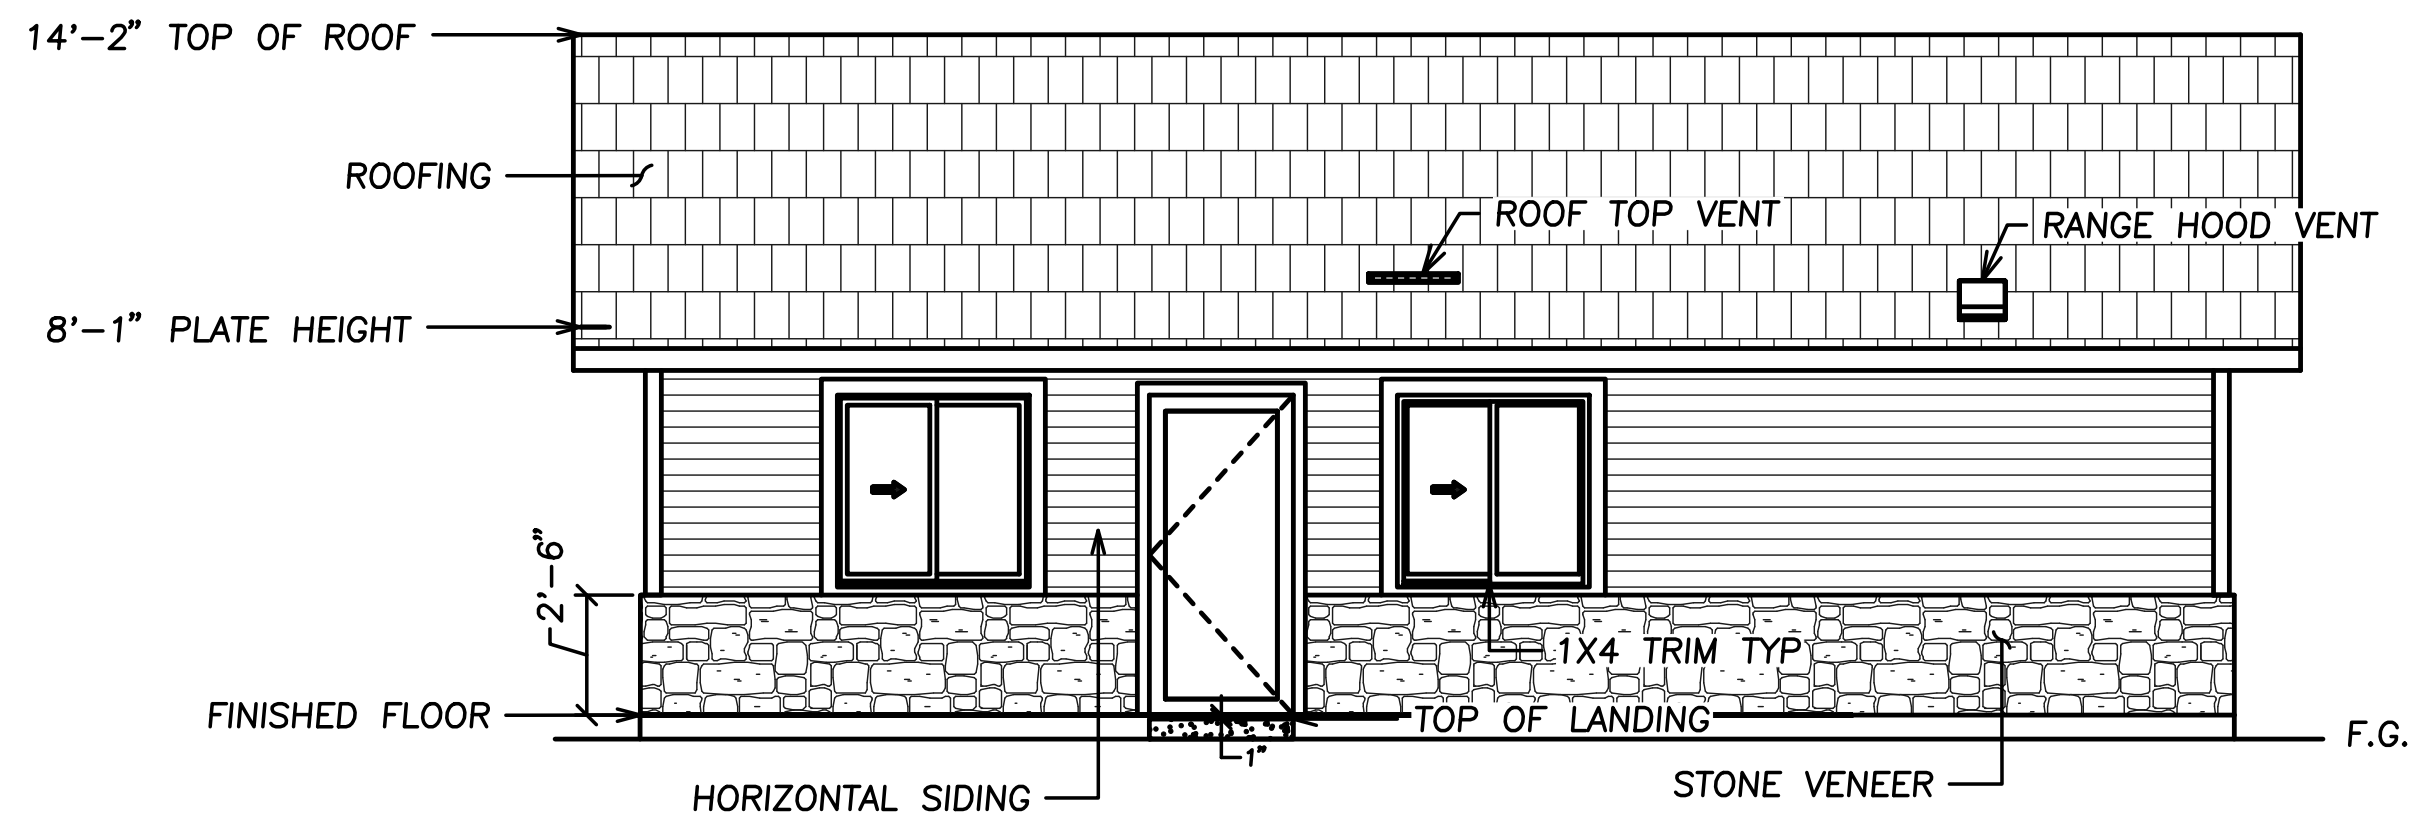 14'-2" TOP OF ROOF
ROOFING
ROOF TOP VENT
RANGE HOOD VENT
8'-1" PLATE HEIGHT
2'-6"
1X4 TRIM TYP
FINISHED FLOOR
TOP OF LANDING
F.G.
1"
STONE VENEER
HORIZONTAL SIDING